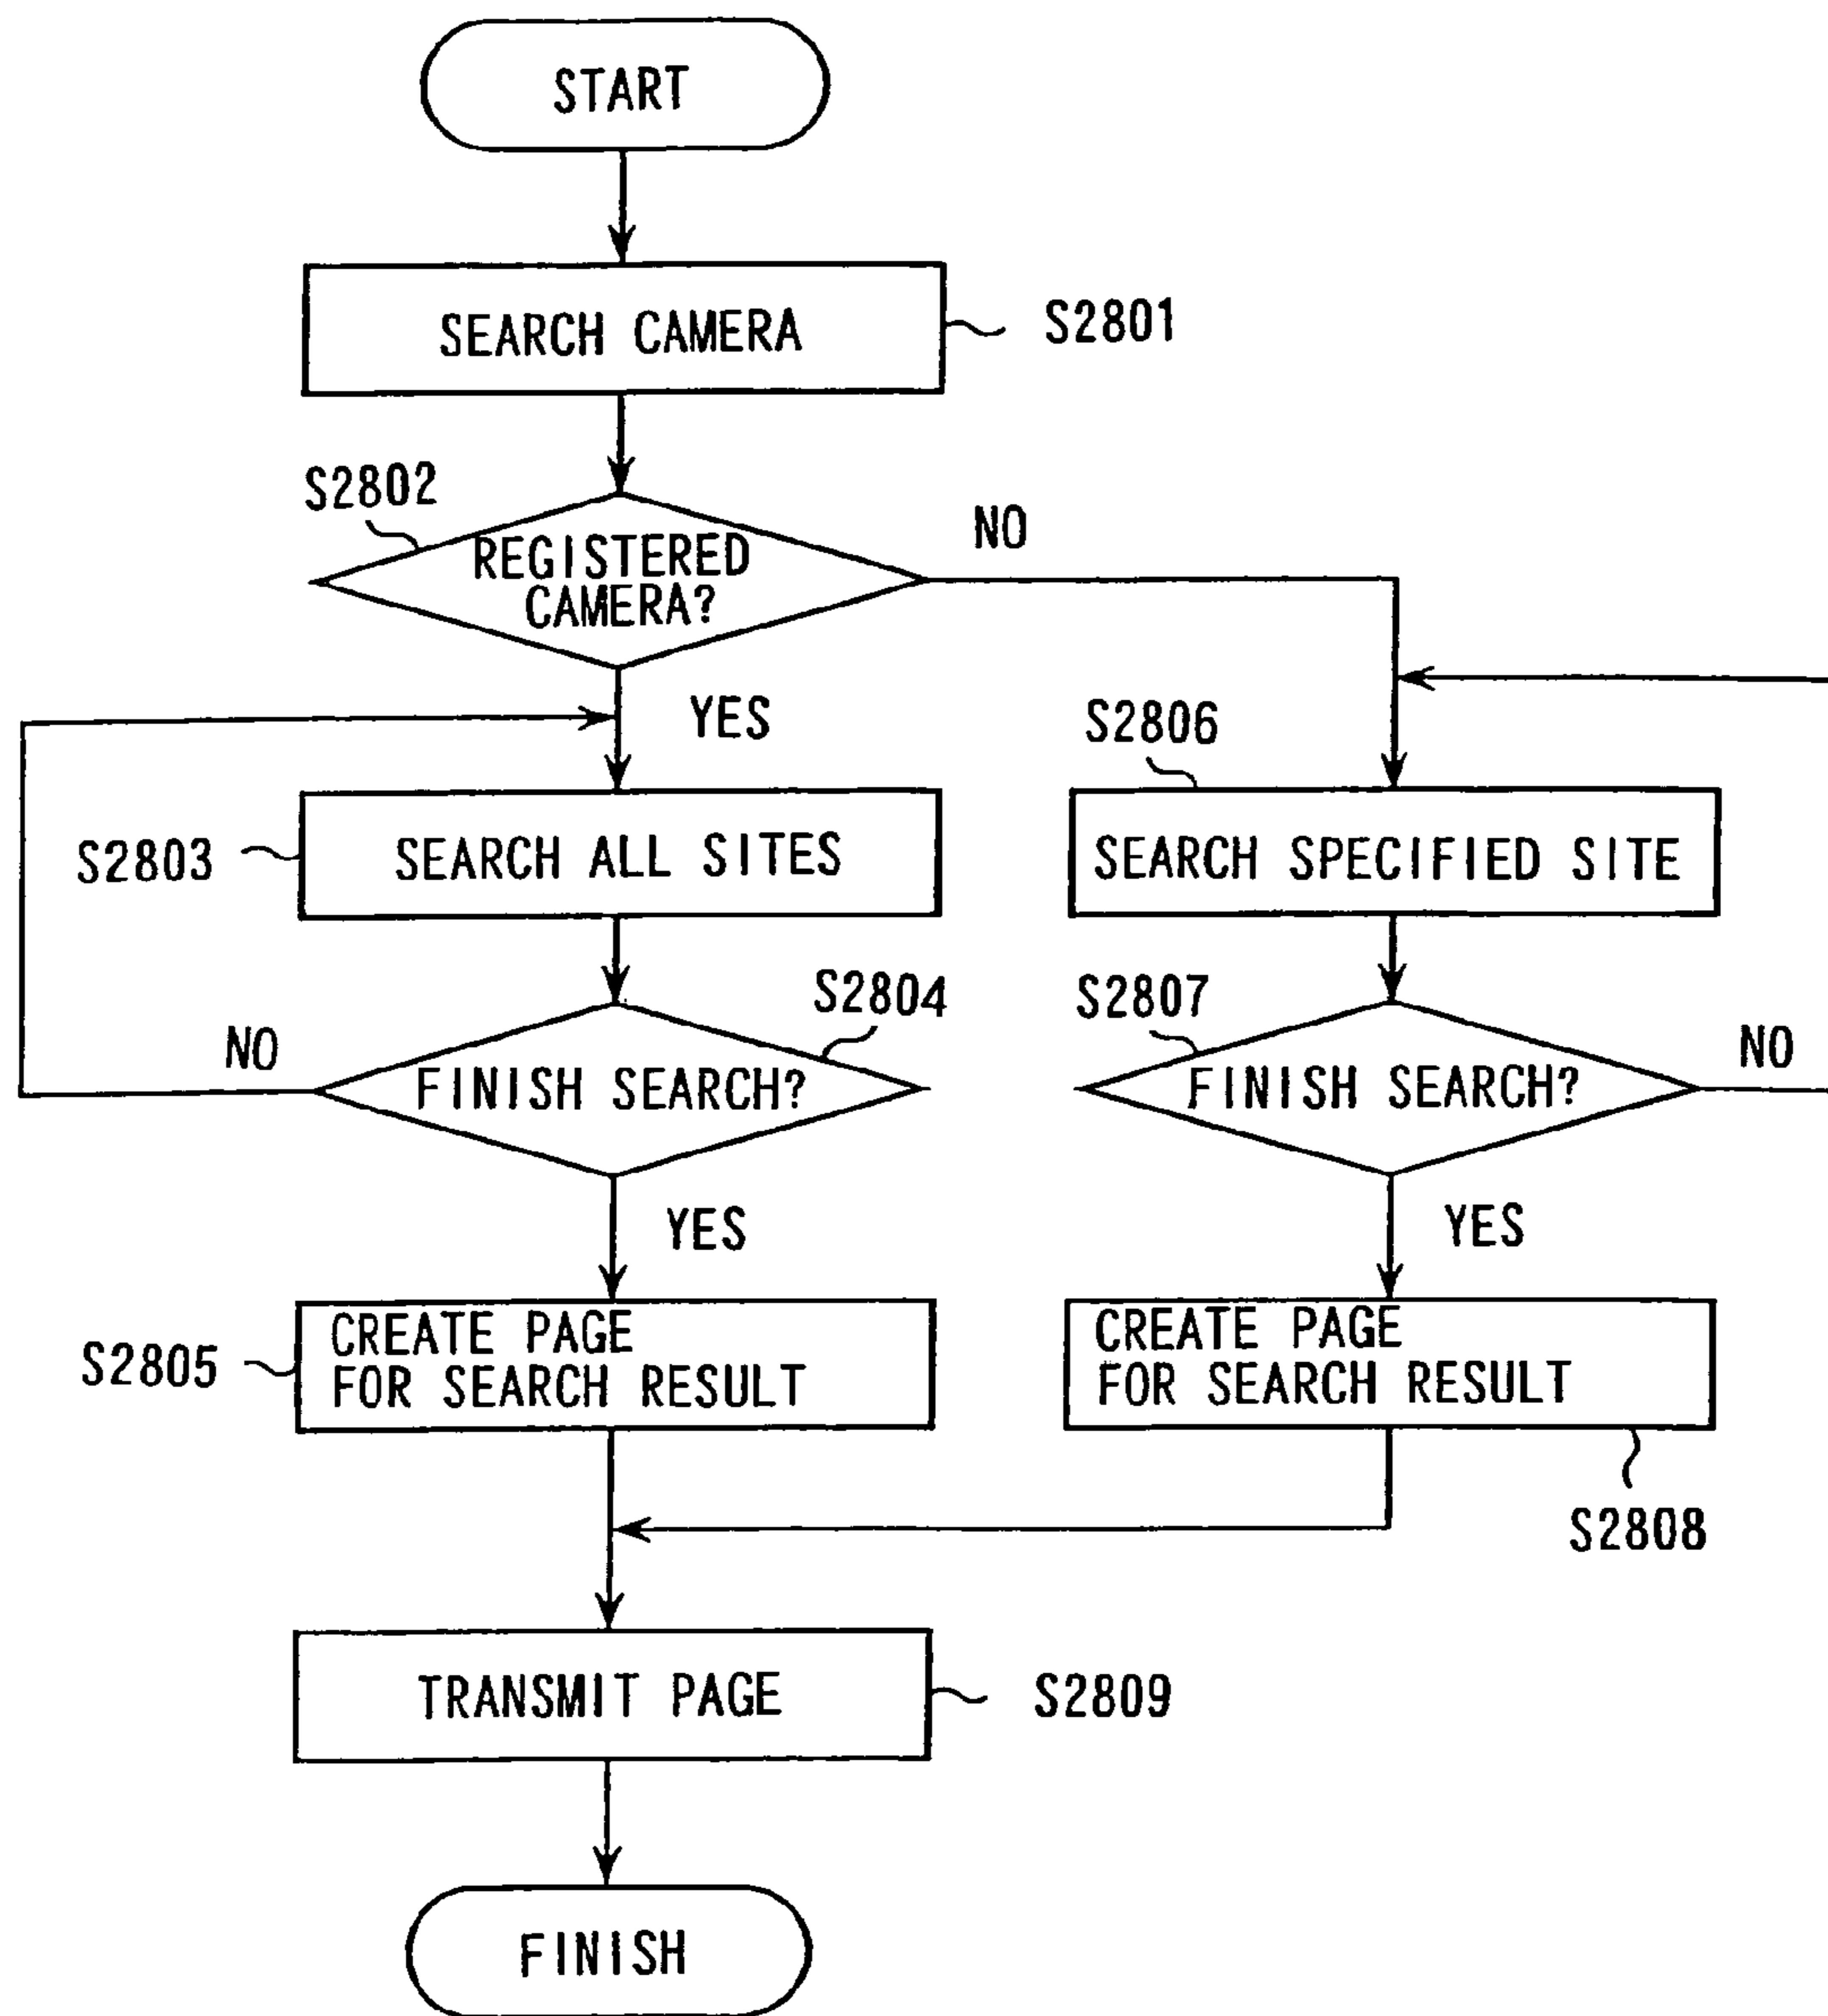 START
SEARCH CAMERA
S2801
S2802
REGISTERED
CAMERA?
NO
YES
S2803
SEARCH ALL SITES
S2806
SEARCH SPECIFIED SITE
S2804
FINISH SEARCH?
NO
YES
S2807
FINISH SEARCH?
NO
YES
S2805
CREATE PAGE
FOR SEARCH RESULT
CREATE PAGE
FOR SEARCH RESULT
S2808
TRANSMIT PAGE
S2809
FINISH